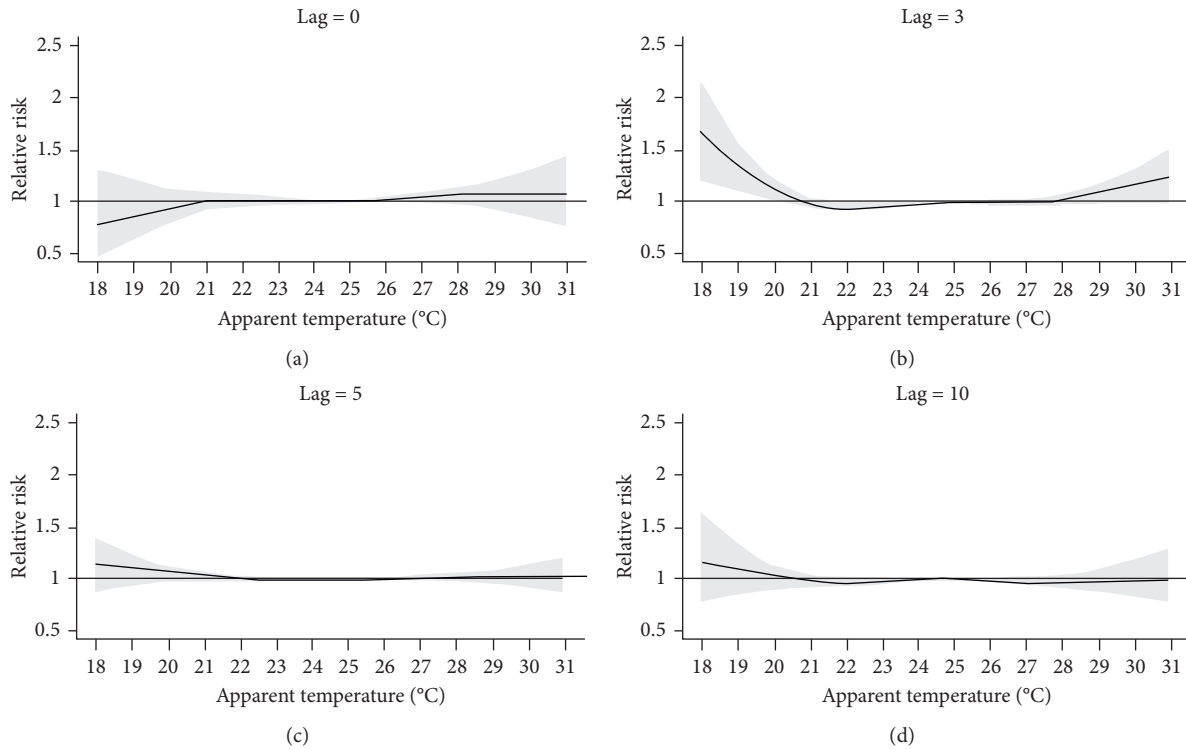 Lag = 0
2.5
2
1.5
1
0.5
Relative risk
18 19 20 21 22 23 24 25 26 27 28 29 30 31
Apparent temperature (°C)
(a)
Lag = 3
2.5
2
1.5
1
0.5
Relative risk
18 19 20 21 22 23 24 25 26 27 28 29 30 31
Apparent temperature (°C)
(b)
Lag = 5
2.5
2
1.5
1
0.5
Relative risk
18 19 20 21 22 23 24 25 26 27 28 29 30 31
Apparent temperature (°C)
(c)
Lag = 10
2.5
2
1.5
1
0.5
Relative risk
18 19 20 21 22 23 24 25 26 27 28 29 30 31
Apparent temperature (°C)
(d)